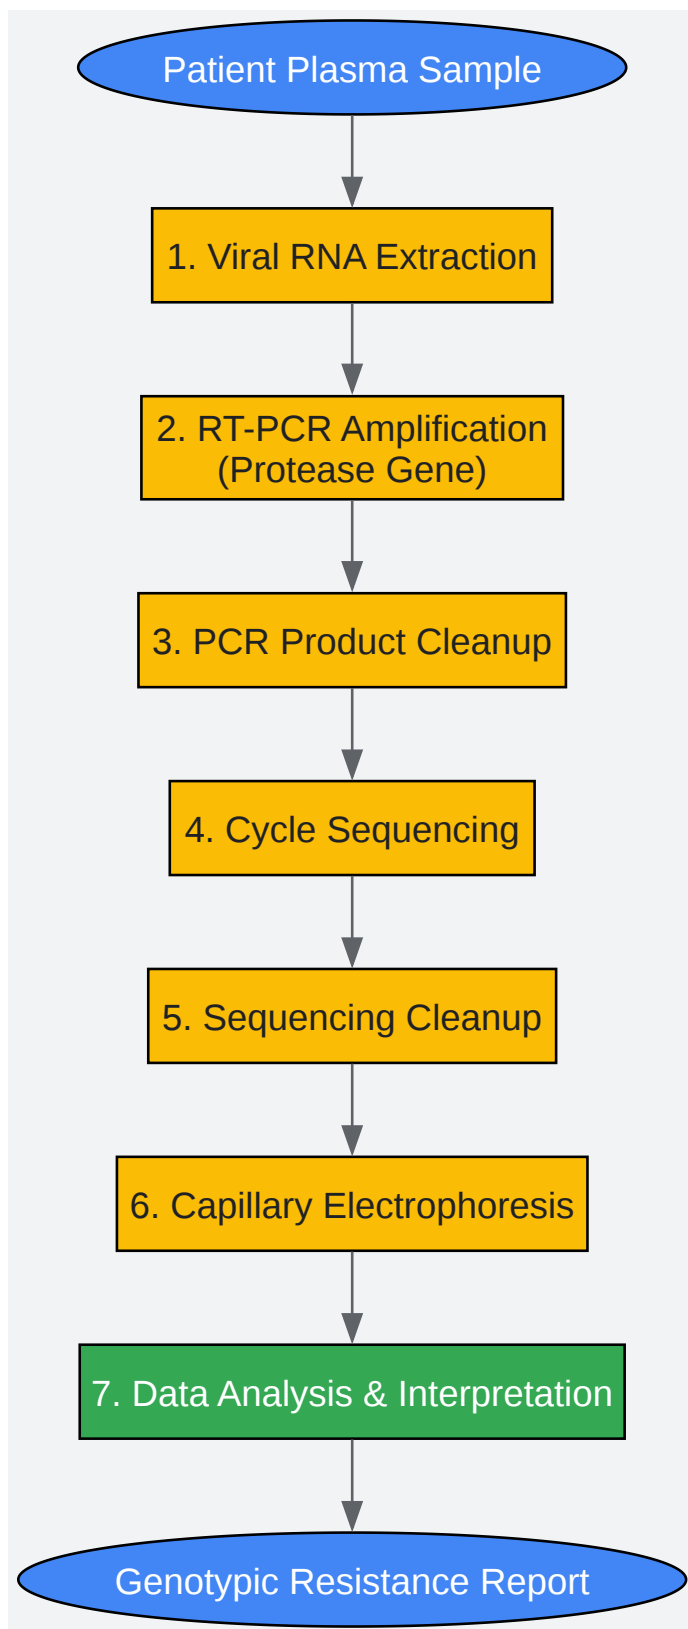 Patient Plasma Sample
1. Viral RNA Extraction
2. RT-PCR Amplification
(Protease Gene)
3. PCR Product Cleanup
4. Cycle Sequencing
5. Sequencing Cleanup
6. Capillary Electrophoresis
7. Data Analysis & Interpretation
Genotypic Resistance Report